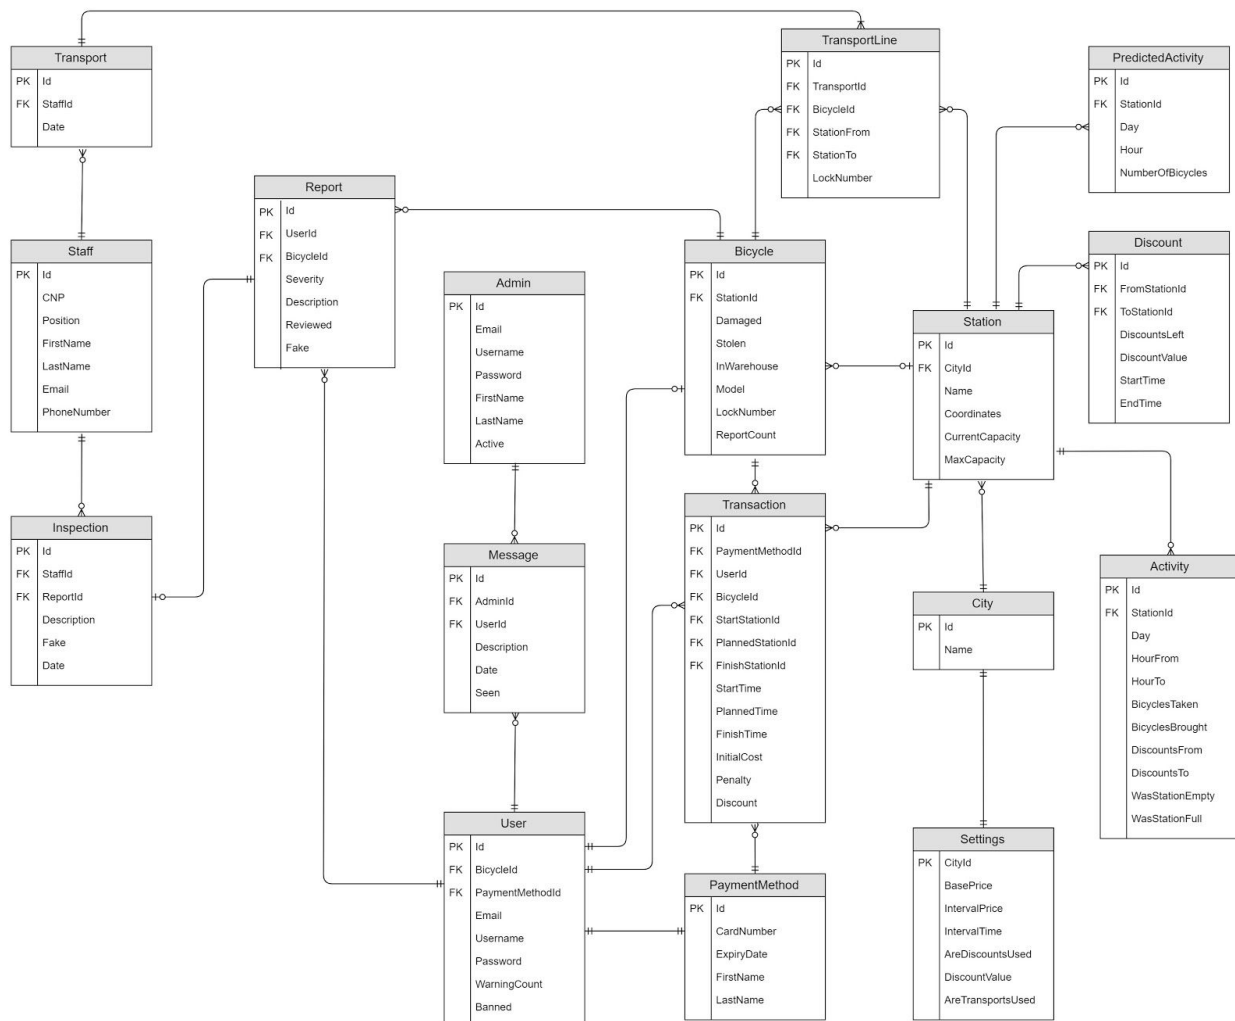 Transport
PK Id
FK StaffId
Date
TransportLine
PK Id
FK TransportId
FK BicycleId
FK StationFrom
FK StationTo
LockNumber
PredictedActivity
PK Id
FK StationId
Day
Hour
NumberOfBicycles
Report
PK Id
FK UserId
FK BicycleId
Severity
Description
Reviewed
Fake
Staff
PK Id
CNP
Position
FirstName
LastName
Email
PhoneNumber
Admin
PK Id
Email
Username
Password
FirstName
LastName
Active
Bicycle
PK Id
FK StationId
Damaged
Stolen
InWarehouse
Model
LockNumber
ReportCount
Discount
PK Id
FK FromStationId
FK ToStationId
DiscountsLeft
DiscountValue
StartTime
EndTime
Station
PK Id
FK CityId
Name
Coordinates
CurrentCapacity
MaxCapacity
Inspection
PK Id
FK StaffId
FK ReportId
Description
Fake
Date
Message
PK Id
FK AdminId
FK UserId
Description
Date
Seen
Transaction
PK Id
FK PaymentMethodId
FK UserId
FK BicycleId
FK StartStationId
FK PlannedStationId
FK FinishStationId
StartTime
PlannedTime
FinishTime
InitialCost
Penalty
Discount
City
PK Id
Name
Activity
PK Id
FK StationId
Day
HourFrom
HourTo
BicyclesTaken
BicyclesBrought
DiscountsFrom
DiscountsTo
WasStationEmpty
WasStationFull
User
PK Id
FK BicycleId
FK PaymentMethodId
Email
Username
Password
WarningCount
Banned
PaymentMethod
PK Id
CardNumber
ExpiryDate
FirstName
LastName
Settings
PK CityId
BasePrice
IntervalPrice
IntervalTime
AreDiscountsUsed
DiscountValue
AreTransportsUsed